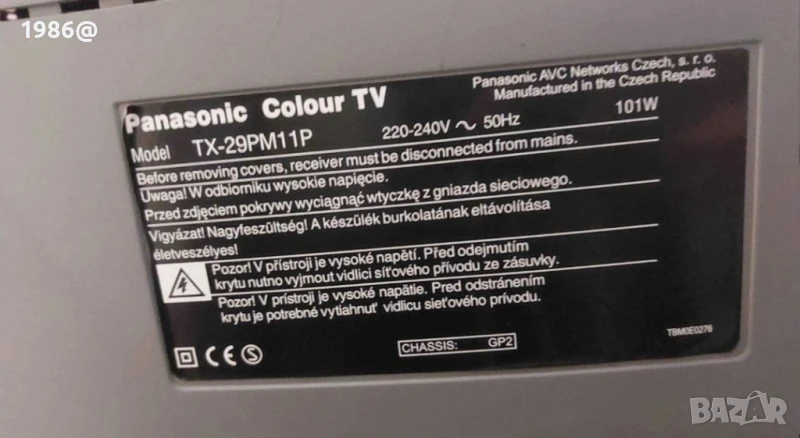 1986@
Panasonic Colour TV
Panasonic AVC Networks Czech, s. r. o.
Manufactured in the Czech Republic
Model TX-29PM11P 220-240V ~ 50Hz 101W
Before removing covers, receiver must be disconnected from mains.
Uwaga! W odbiorniku wysokie napięcie.
Przed zdjęciem pokrywy wyciągnąć wtyczkę z gniazda sieciowego.
Vigyázat! Nagyfeszültség! A készülék burkolatának eltávolítása
életveszélyes!
Pozor! V přístroji je vysoké napětí. Před odejmutím
krytu nutno vyjmout vidlici síťového přívodu ze zásuvky.
Pozor! V prístroji je vysoké napätie. Pred odstránením
krytu je potrebné vytiahnuť vidlicu sieťového prívodu.
CE S
CHASSIS: GP2
TBM0E0276
BAZAR